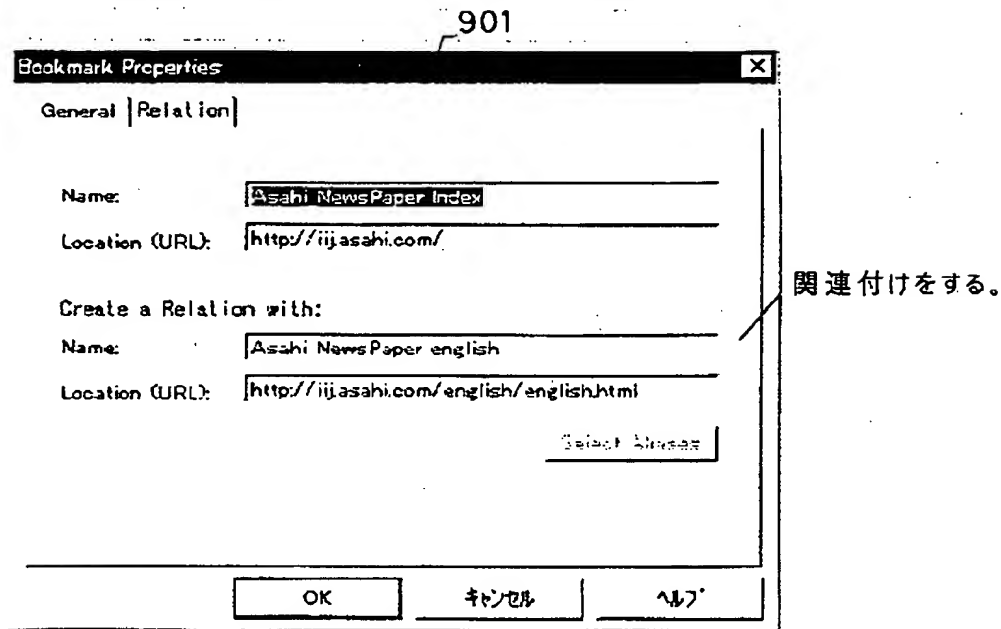 901
Bookmark Properties
General Relation
Name: Asahi NewsPaper Index
Location (URL): http://iij.asahi.com/
関連付けをする。
Create a Relation with:
Name: Asahi NewsPaper english
Location (URL): http://iij.asahi.com/english/english.html
Select Aliases
OK キャンセル ヘルプ